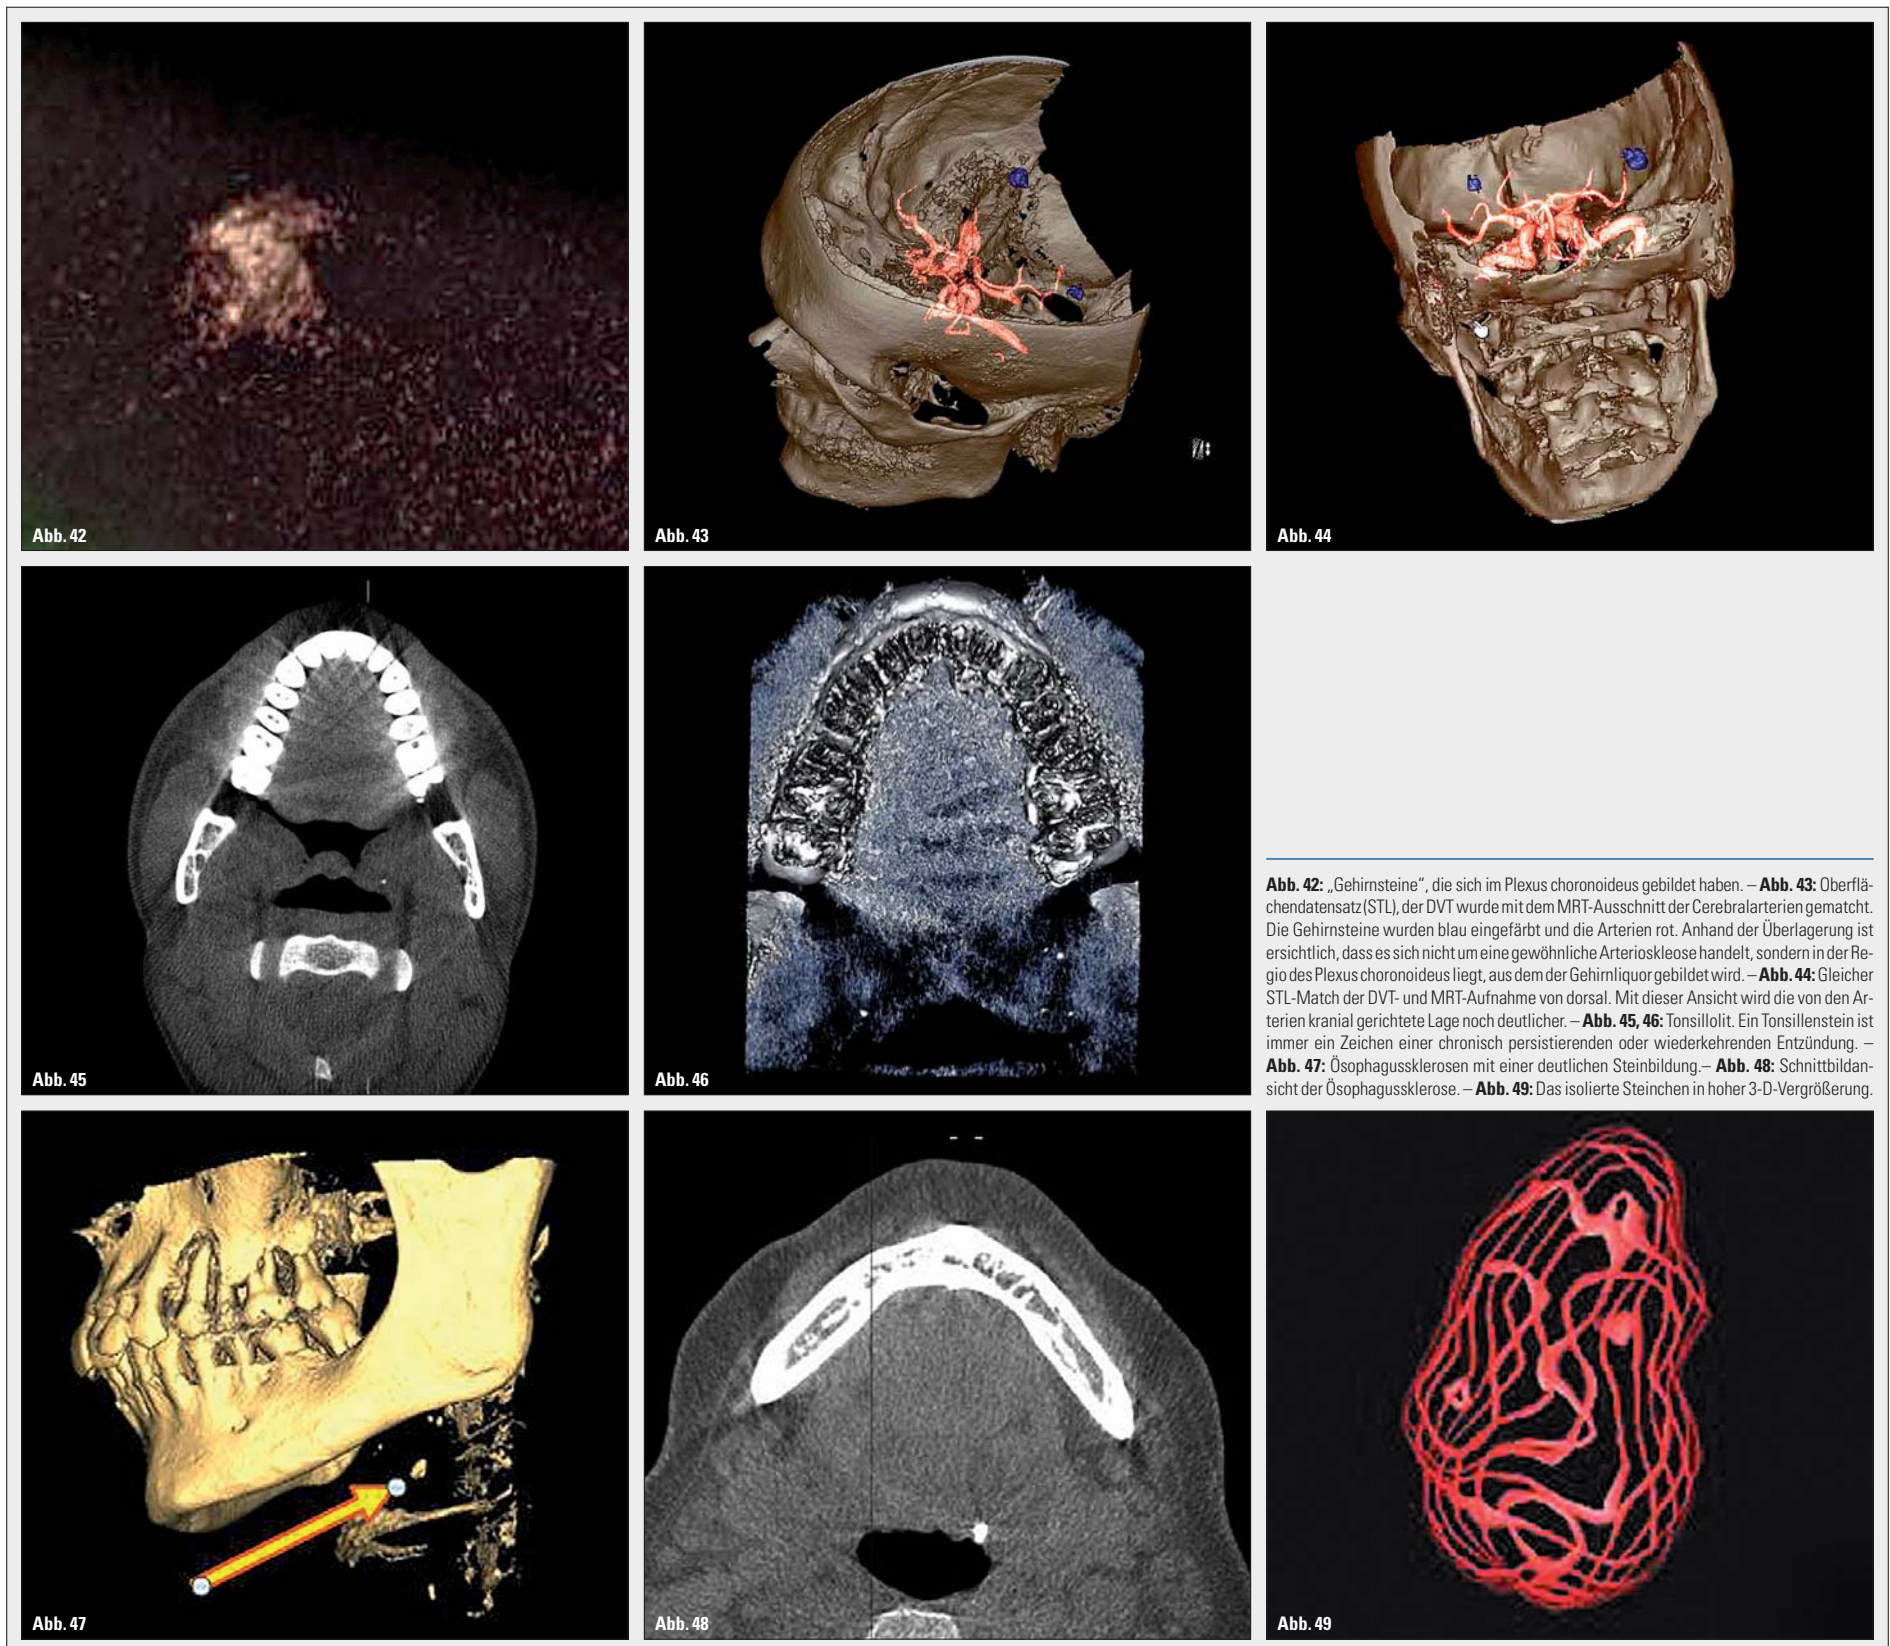 Abb. 42
Abb. 43
Abb. 44
Abb. 45
Abb. 46
Abb. 42: „Gehirnsteine“, die sich im Plexus choronoideus gebildet haben. – Abb. 43: Oberflä-
chendatensatz (STL), der DVT wurde mit dem MRT-Ausschnitt der Cerebralarterien gematcht.
Die Gehirnsteine wurden blau eingefärbt und die Arterien rot. Anhand der Überlagerung ist
ersichtlich, dass es sich nicht um eine gewöhnliche Arterioskleose handelt, sondern in der Re-
gio des Plexus choronoideus liegt, aus dem der Gehirnliquor gebildet wird. – Abb. 44: Gleicher
STL-Match der DVT- und MRT-Aufnahme von dorsal. Mit dieser Ansicht wird die von den Ar-
terien kranial gerichtete Lage noch deutlicher. – Abb. 45, 46: Tonsillolit. Ein Tonsillenstein ist
immer ein Zeichen einer chronisch persistierenden oder wiederkehrenden Entzündung. –
Abb. 47: Ösophagussklerosen mit einer deutlichen Steinbildung.– Abb. 48: Schnittbildan-
sicht der Ösophagussklerose. – Abb. 49: Das isolierte Steinchen in hoher 3-D-Vergrößerung.
Abb. 47
Abb. 48
Abb. 49